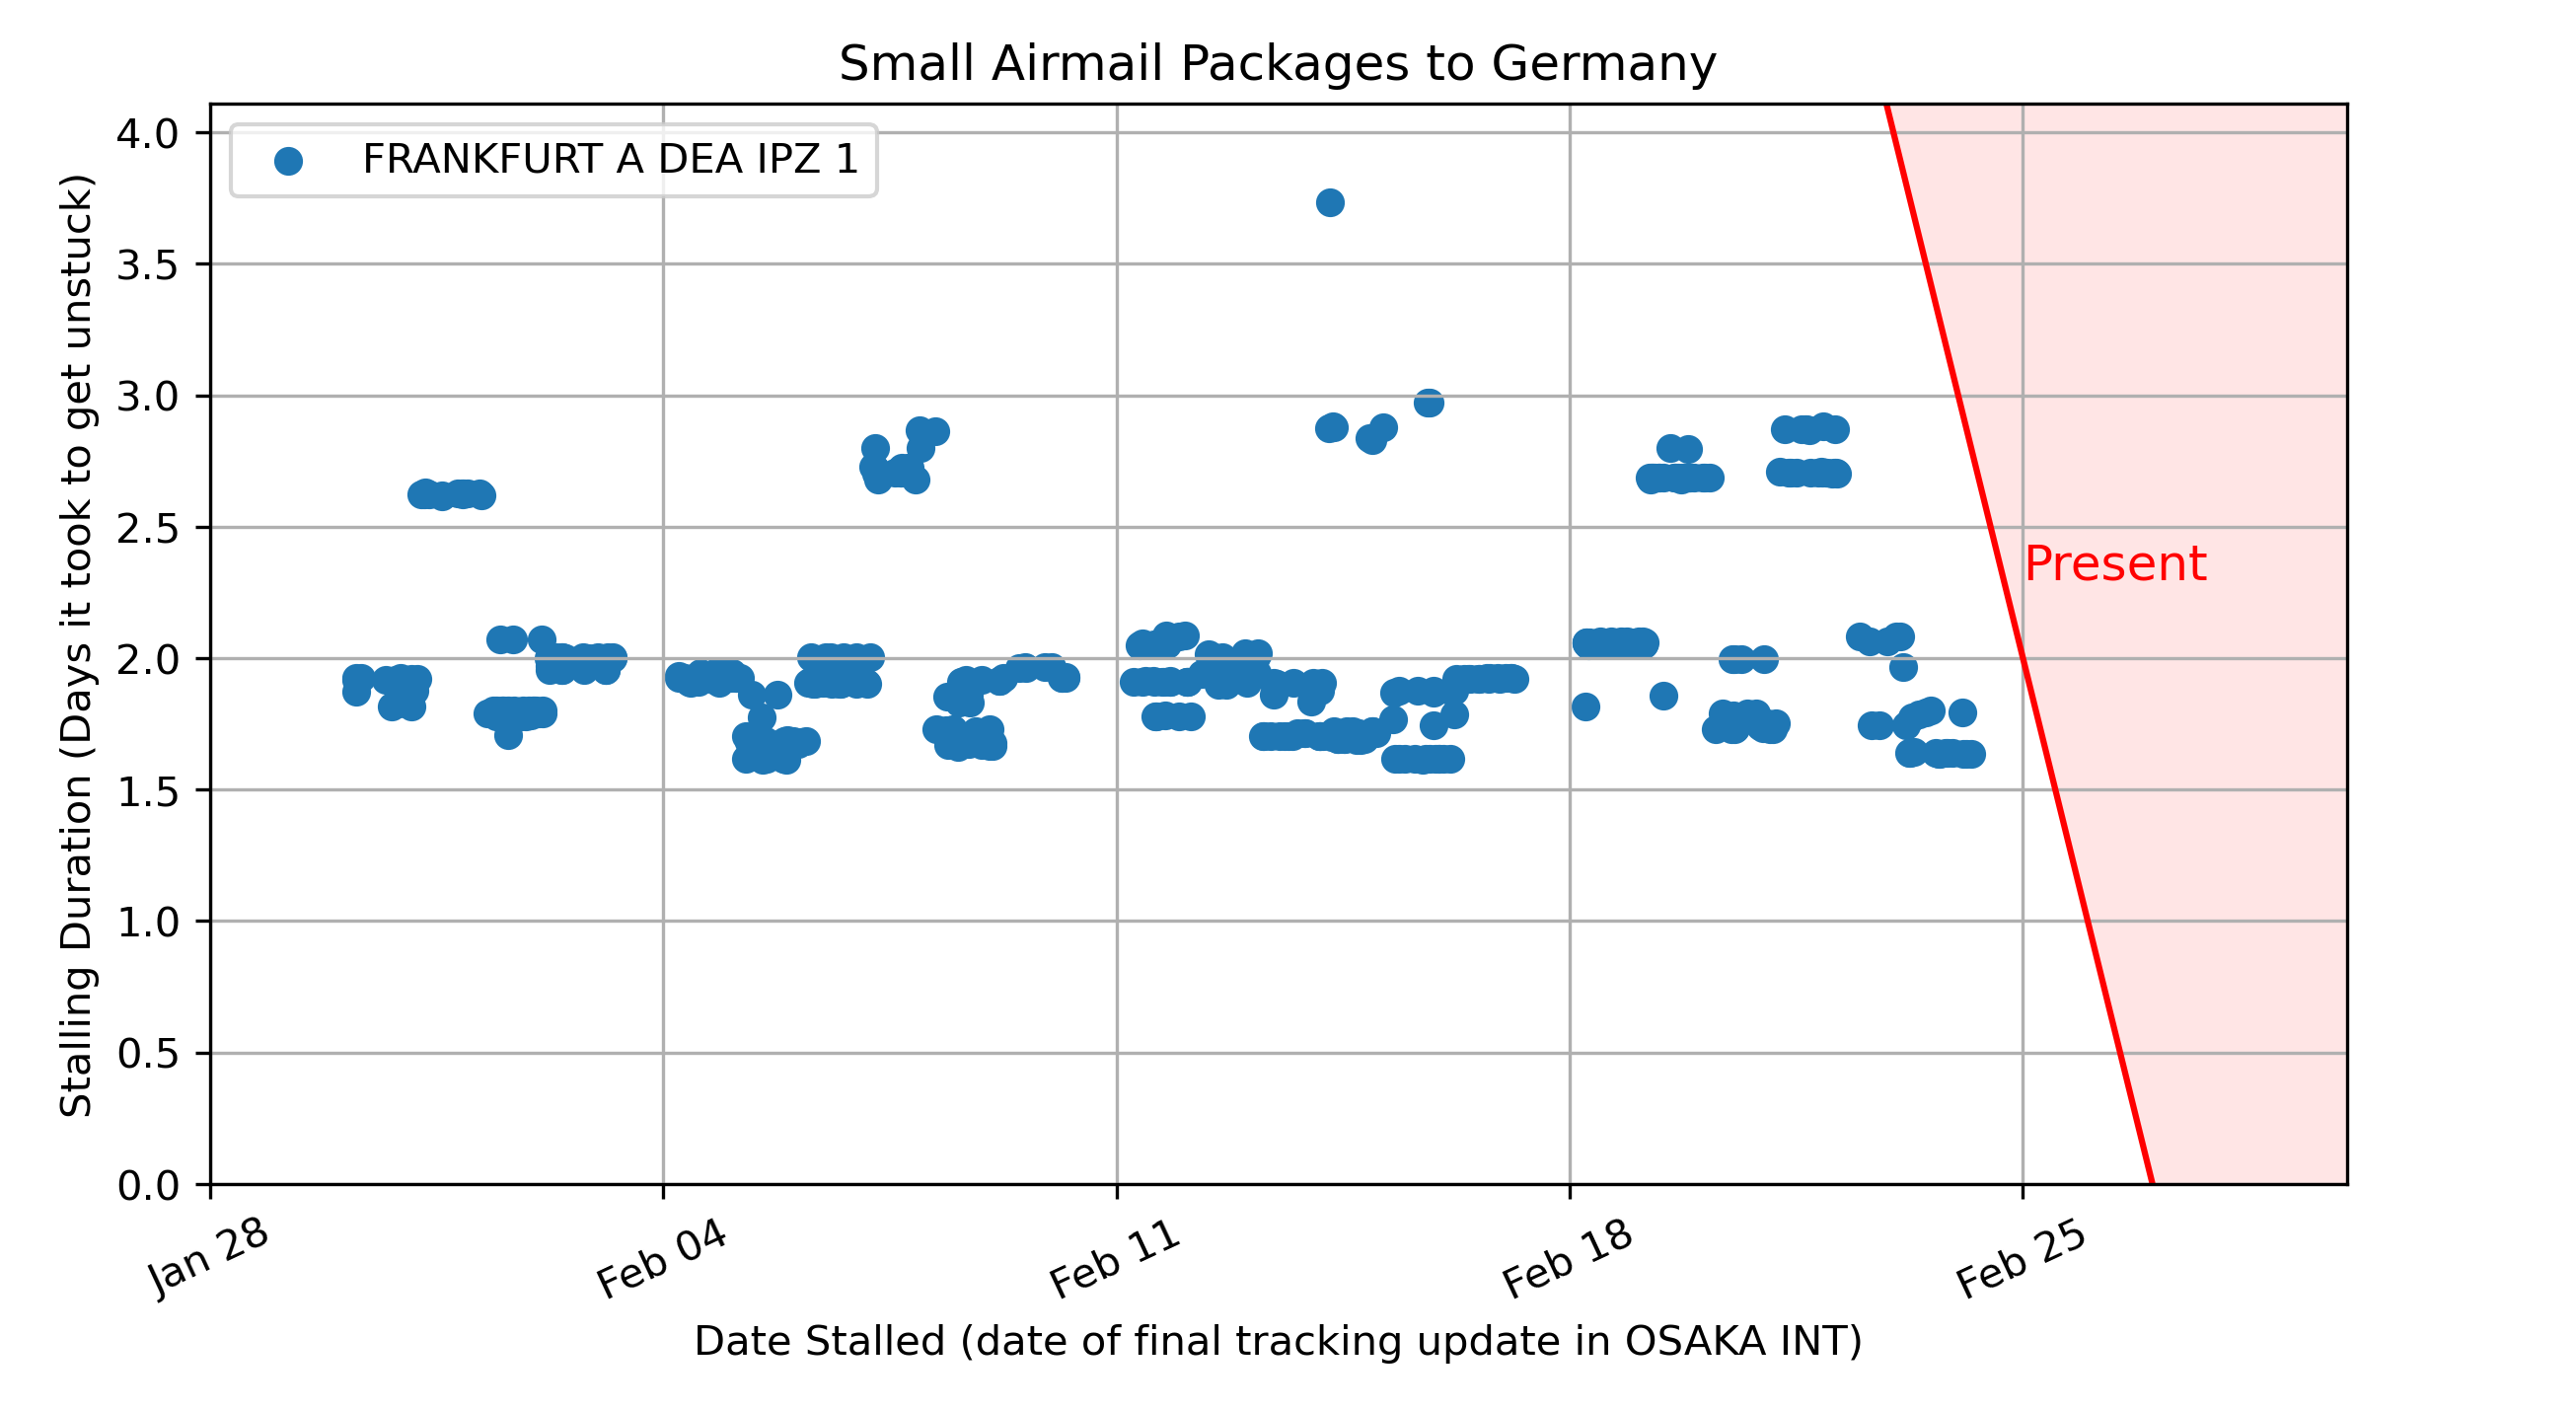 Small Airmail Packages to Germany
FRANKFURT A DEA IPZ 1
Stalling Duration (Days it took to get unstuck)
4.0
3.5
3.0
2.5
2.0
1.5
1.0
0.5
0.0
Present
Jan 28
Feb 04
Feb 11
Feb 18
Feb 25
Date Stalled (date of final tracking update in OSAKA INT)